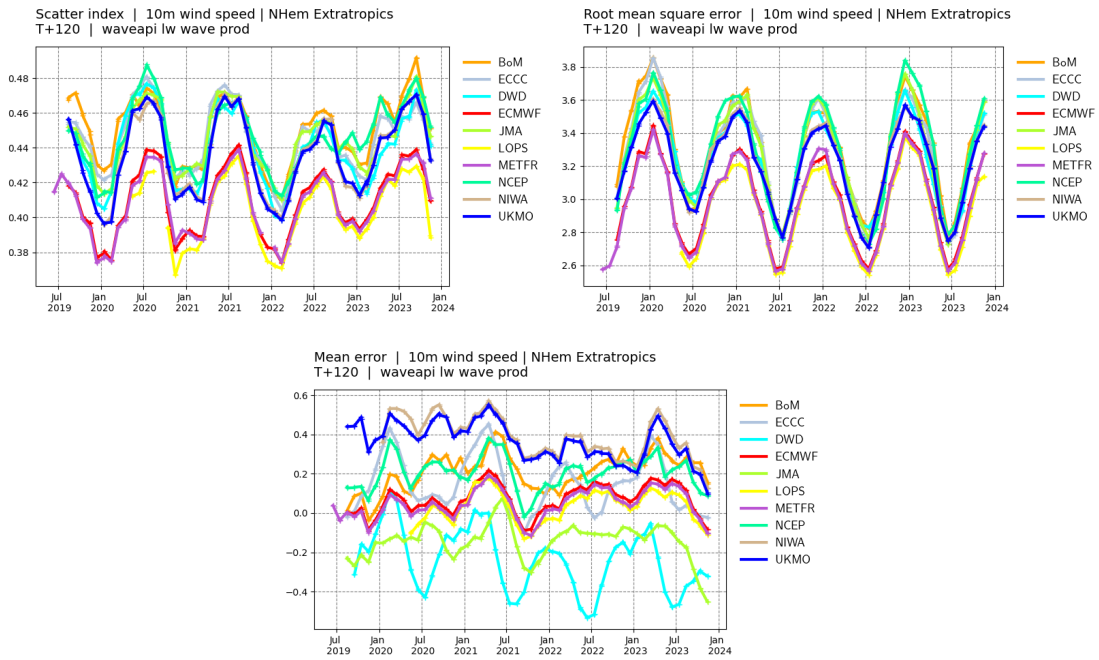 Scatter index | 10m wind speed | NHem Extratropics
T+120 | waveapi lw wave prod
0.48
0.46
0.44
0.42
0.40
0.38
Jul 2019
Jan 2020
Jul 2020
Jan 2021
Jul 2021
Jan 2022
Jul 2022
Jan 2023
Jul 2023
Jan 2024
BoM
ECCC
DWD
ECMWF
JMA
LOPS
METFR
NCEP
NIWA
UKMO
Root mean square error | 10m wind speed | NHem Extratropics
T+120 | waveapi lw wave prod
3.8
3.6
3.4
3.2
3.0
2.8
2.6
Jul 2019
Jan 2020
Jul 2020
Jan 2021
Jul 2021
Jan 2022
Jul 2022
Jan 2023
Jul 2023
Jan 2024
BoM
ECCC
DWD
ECMWF
JMA
LOPS
METFR
NCEP
NIWA
UKMO
Mean error | 10m wind speed | NHem Extratropics
T+120 | waveapi lw wave prod
0.6
0.4
0.2
0.0
−0.2
−0.4
Jul 2019
Jan 2020
Jul 2020
Jan 2021
Jul 2021
Jan 2022
Jul 2022
Jan 2023
Jul 2023
Jan 2024
BoM
ECCC
DWD
ECMWF
JMA
LOPS
METFR
NCEP
NIWA
UKMO